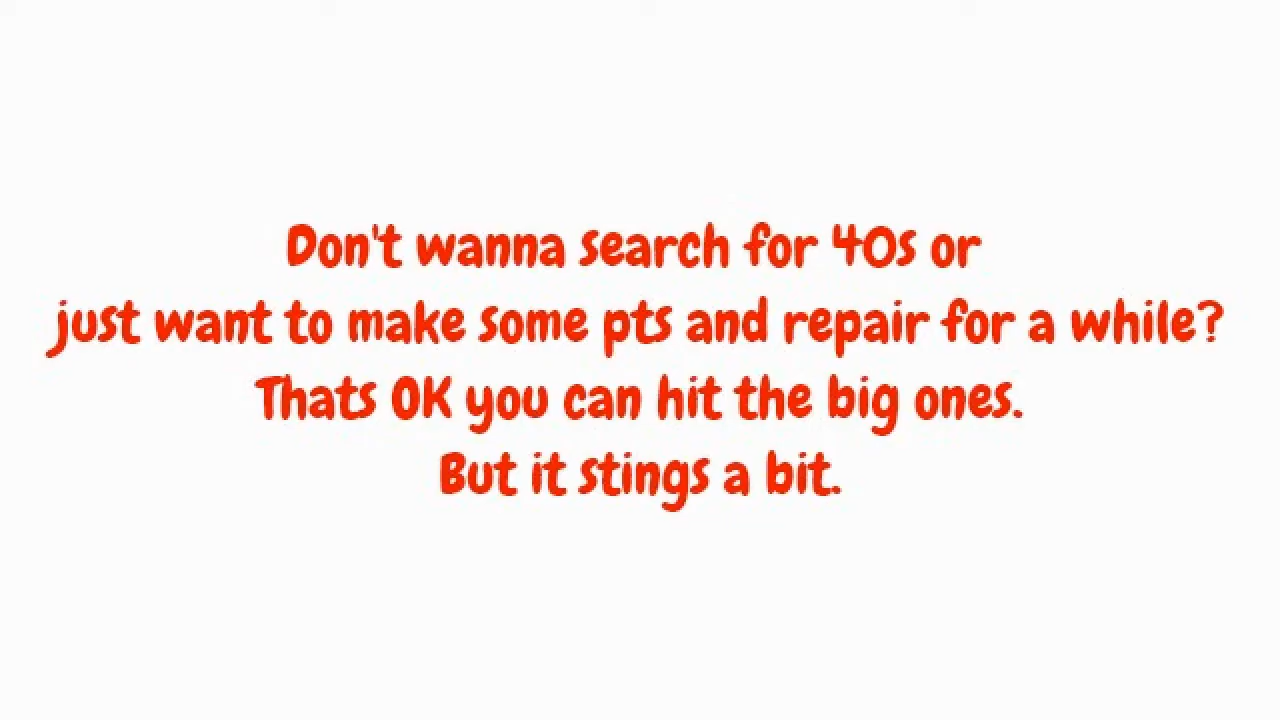 Don't wanna search for 40s or
just want to make some pts and repair for a while?
Thats OK you can hit the big ones.
But it stings a bit.